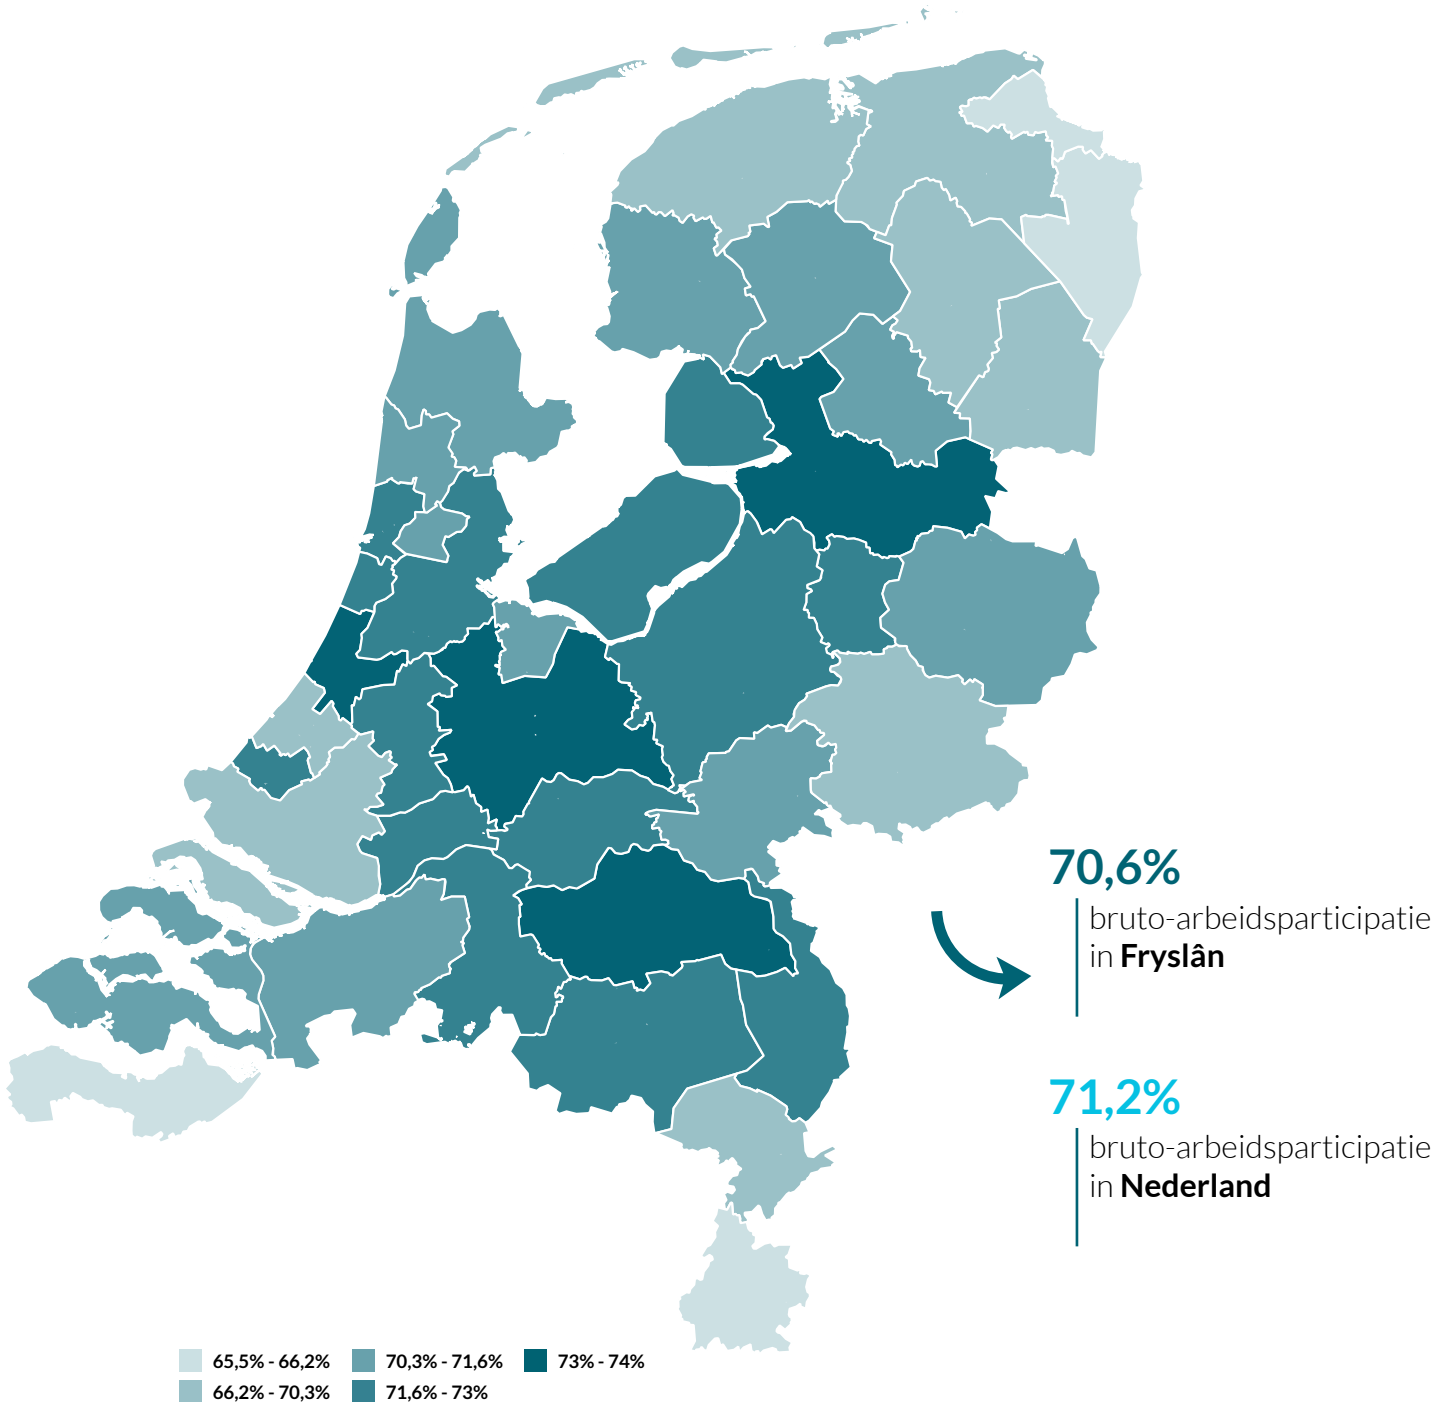 70,6%
bruto-arbeidsparticipatie
in Fryslân
71,2%
bruto-arbeidsparticipatie
in Nederland
65,5% - 66,2%
70,3% - 71,6%
73% - 74%
66,2% - 70,3%
71,6% - 73%